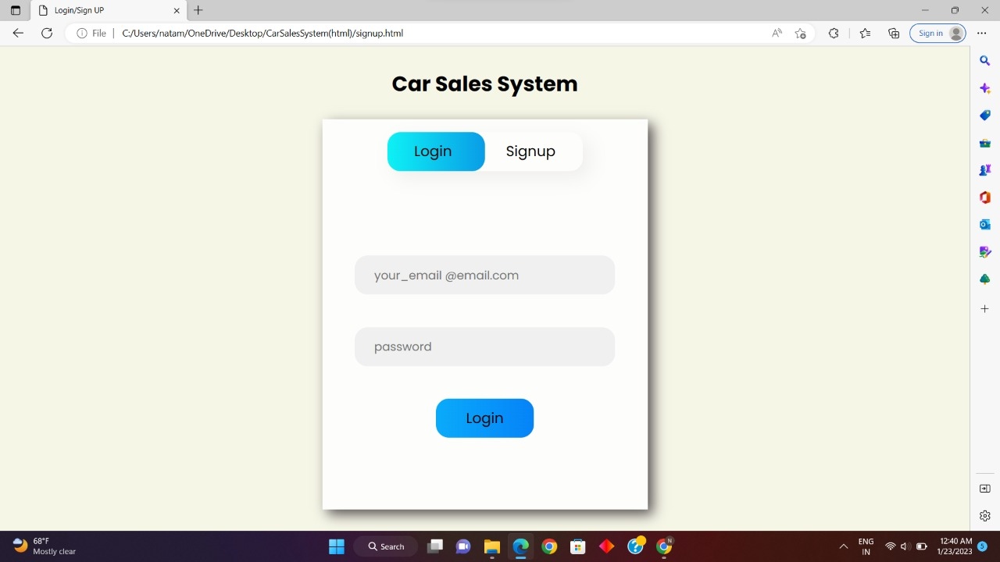 Login/Sign UP
File
C:/Users/natam/OneDrive/Desktop/CarSalesSystem(html)/signup.html
Sign in
Car Sales System
Login Signup
your_email @email.com
password
Login
68°F
Mostly clear
Search
N
ENG
IN
12:40 AM
1/23/2023
5